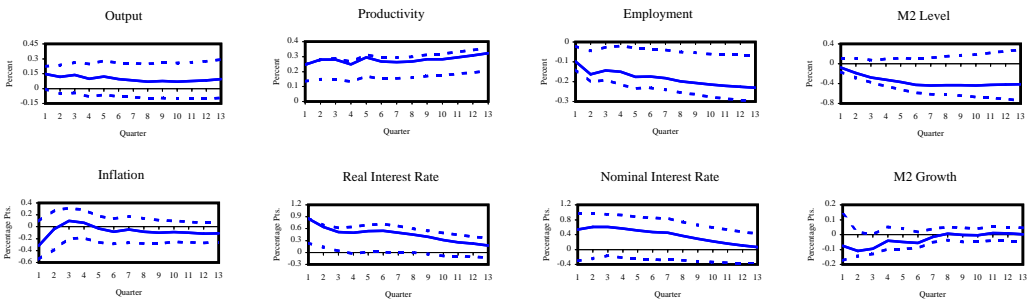 Output
Percent
0.45
0.3
0.15
0
-0.15
1 2 3 4 5 6 7 8 9 10 11 12 13
Quarter
Productivity
Percent
0.4
0.3
0.2
0.1
0
1 2 3 4 5 6 7 8 9 10 11 12 13
Quarter
Employment
Percent
0
-0.1
-0.2
-0.3
1 2 3 4 5 6 7 8 9 10 11 12 13
Quarter
M2 Level
Percent
0.4
0
-0.4
-0.8
1 2 3 4 5 6 7 8 9 10 11 12 13
Quarter
Inflation
Percentage Pts.
0.4
0.2
0
-0.2
-0.4
-0.6
1 2 3 4 5 6 7 8 9 10 11 12 13
Quarter
Real Interest Rate
Percentage Pts.
1.2
0.9
0.6
0.3
0
-0.3
1 2 3 4 5 6 7 8 9 10 11 12 13
Quarter
Nominal Interest Rate
Percentage Pts.
1.2
0.8
0.4
0
-0.4
1 2 3 4 5 6 7 8 9 10 11 12 13
Quarter
M2 Growth
Percentage Pts.
0.2
0.1
0
-0.1
-0.2
1 2 3 4 5 6 7 8 9 10 11 12 13
Quarter